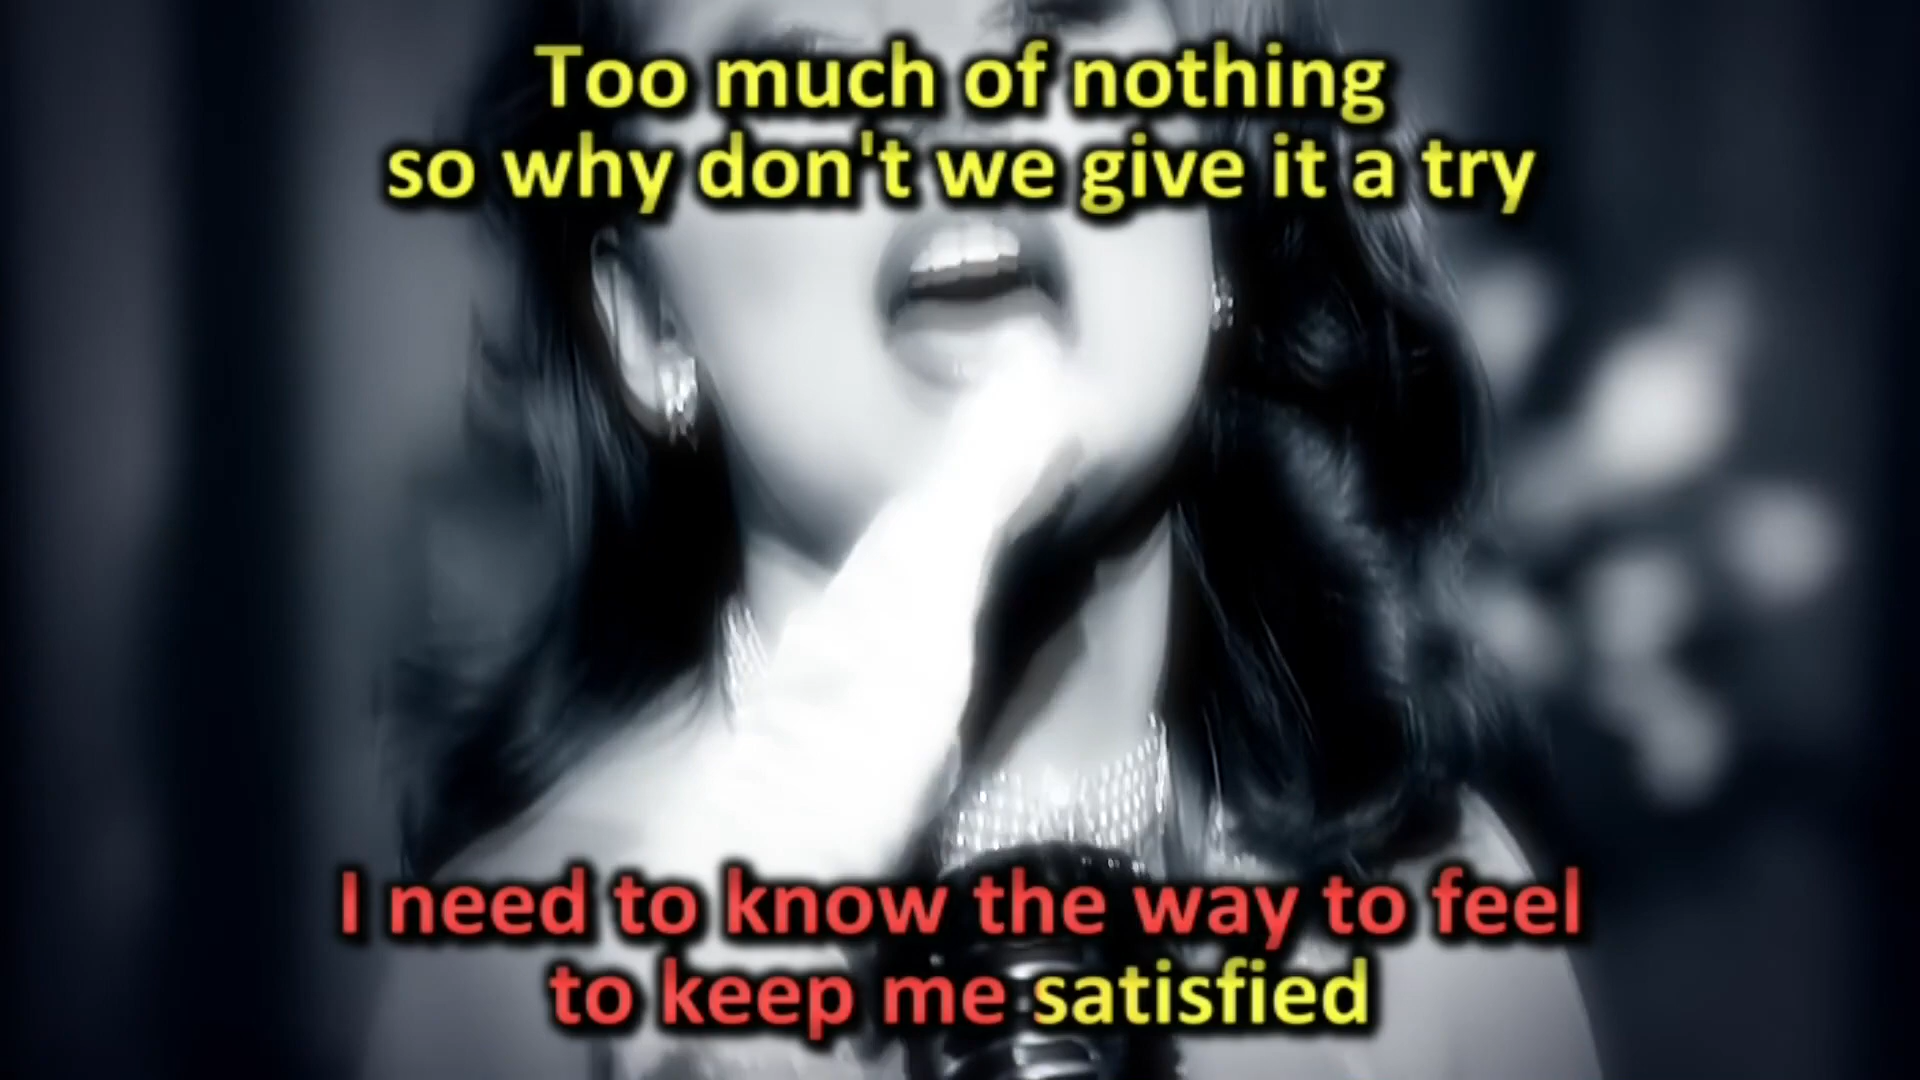 Too much of nothing
so why don't we give it a try
I need to know the way to feel
to keep me satisfied